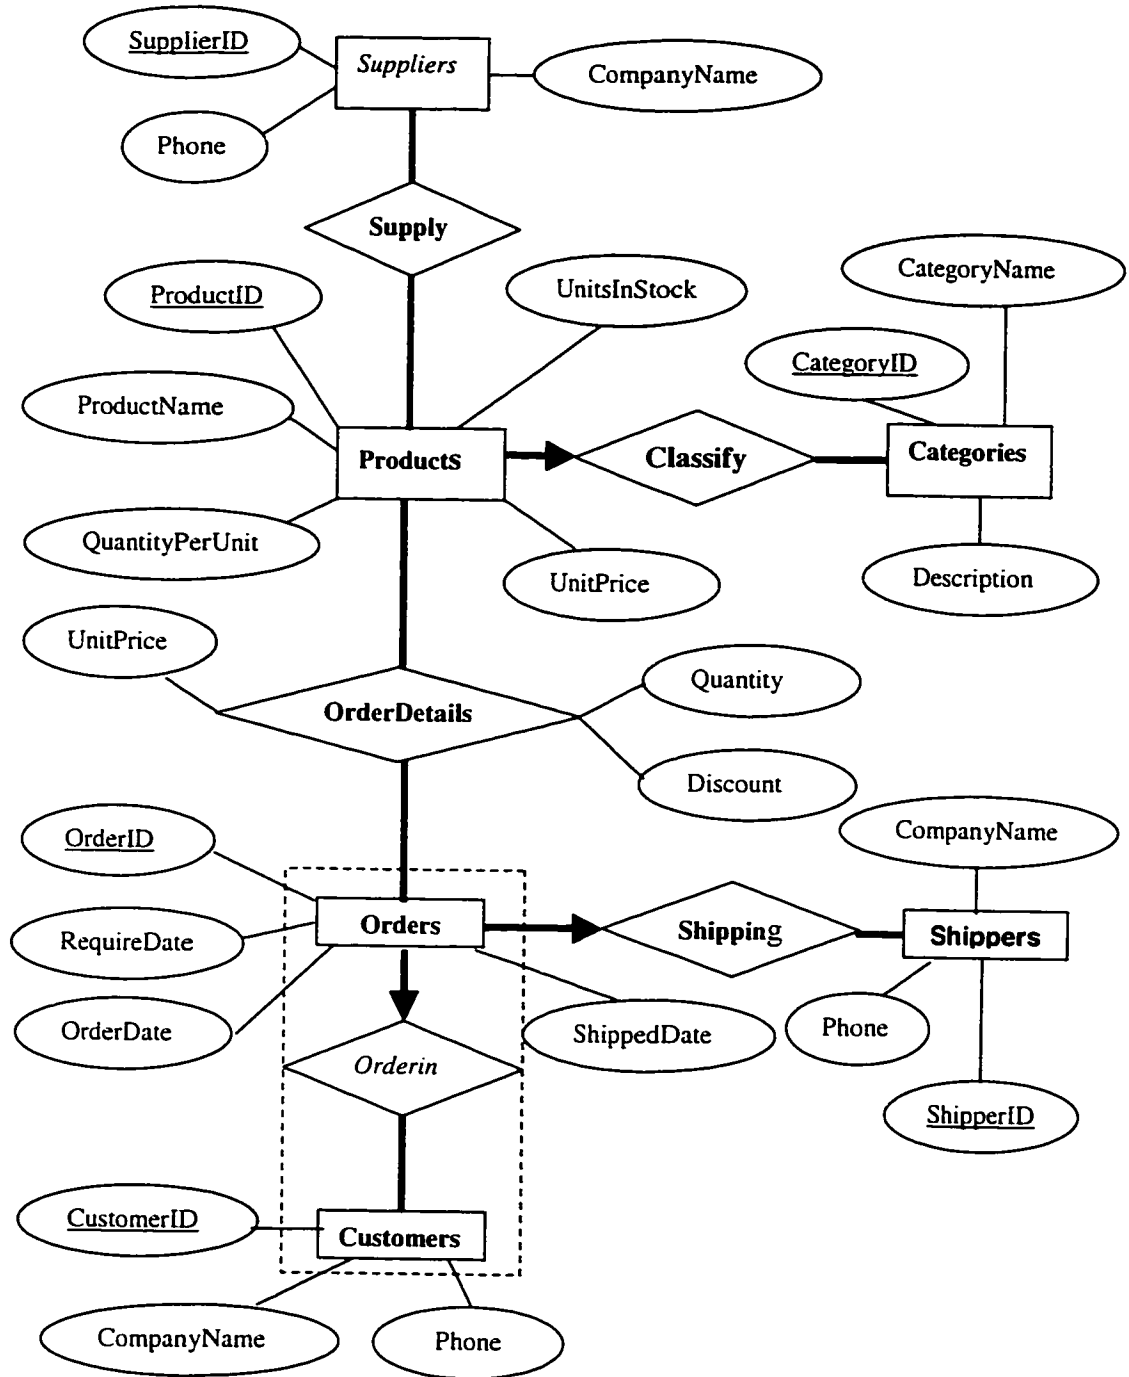 SupplierID
Suppliers
CompanyName
Phone
Supply
ProductID
UnitsInStock
CategoryName
CategoryID
ProductName
Products
Classify
Categories
QuantityPerUnit
UnitPrice
Description
UnitPrice
OrderDetails
Quantity
Discount
OrderID
CompanyName
Orders
Shipping
Shippers
RequireDate
OrderDate
ShippedDate
Phone
Orderin
ShipperID
CustomerID
Customers
CompanyName
Phone